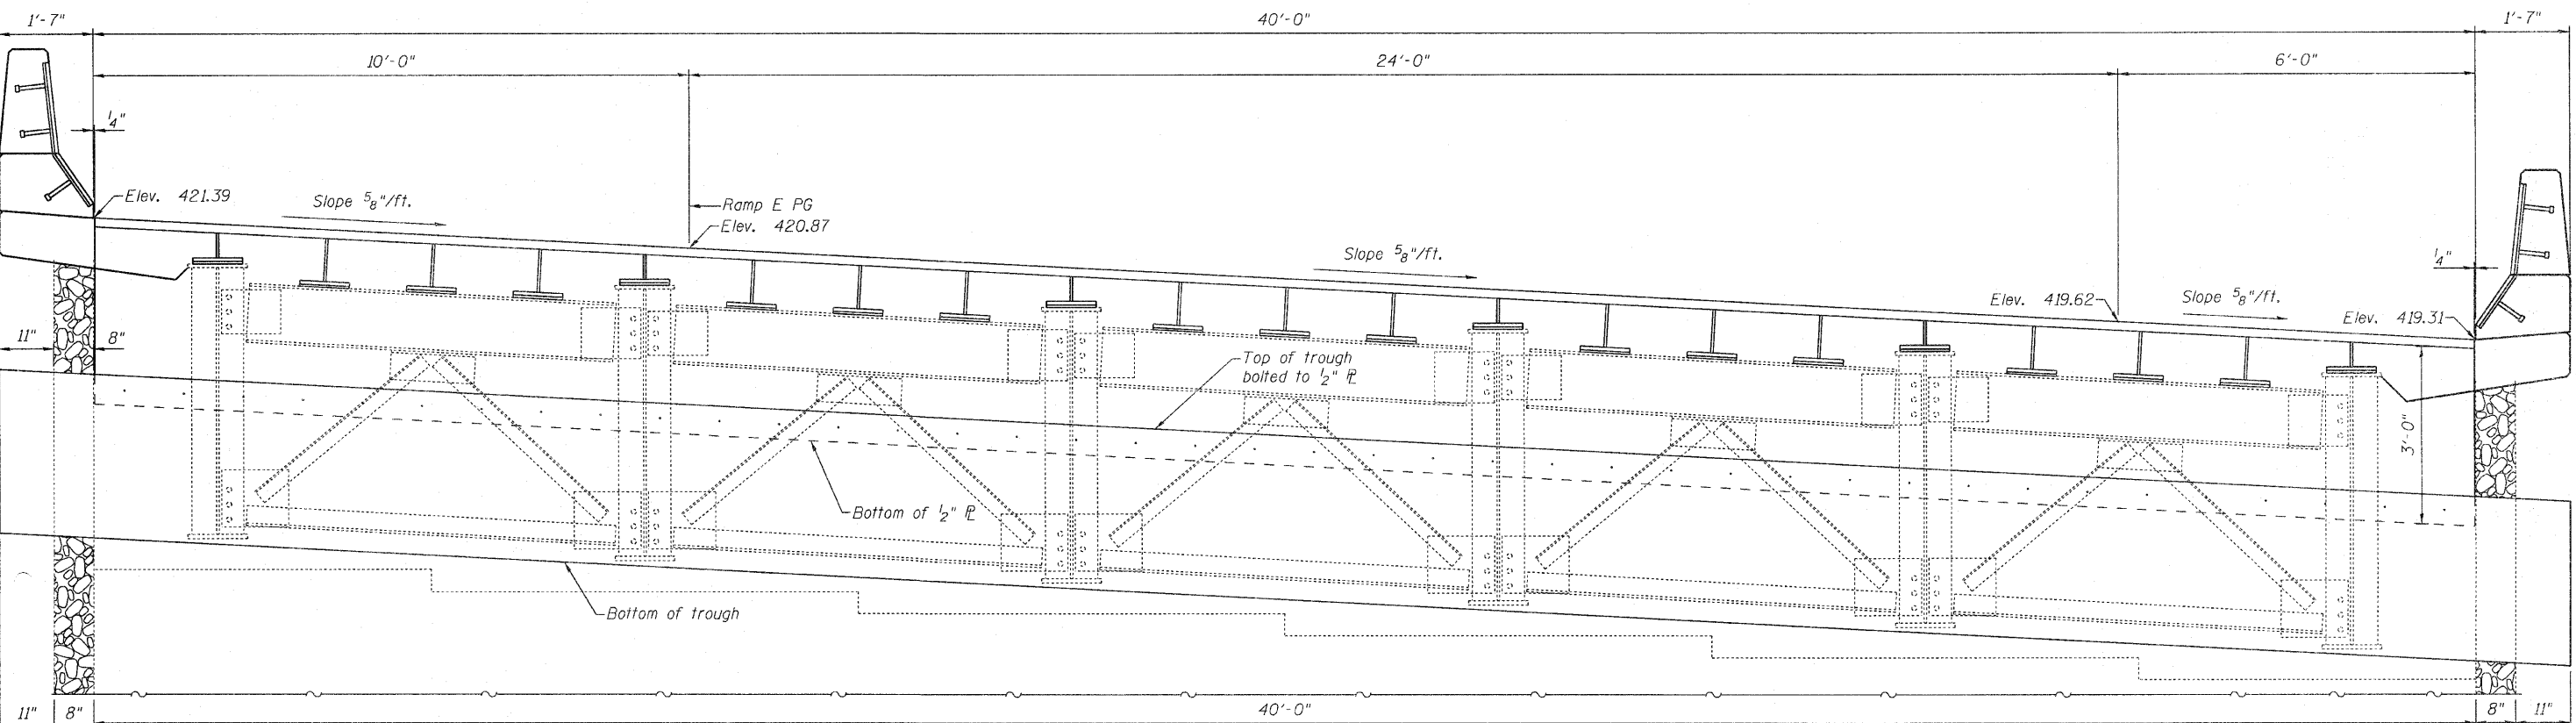 1'-7"
40'-0"
1'-7"
10'-0"
24'-0"
6'-0"
1/4"
Elev. 421.39
Slope 5/8"/ft.
Ramp E PG
Elev. 420.87
Slope 5/8"/ft.
1/4"
Elev. 419.62
Slope 5/8"/ft.
Elev. 419.31
11"
8"
Top of trough
bolted to 1/2" ℙL
3'-0"
Bottom of 1/2" ℙL
Bottom of trough
11"
8"
40'-0"
8"
11"